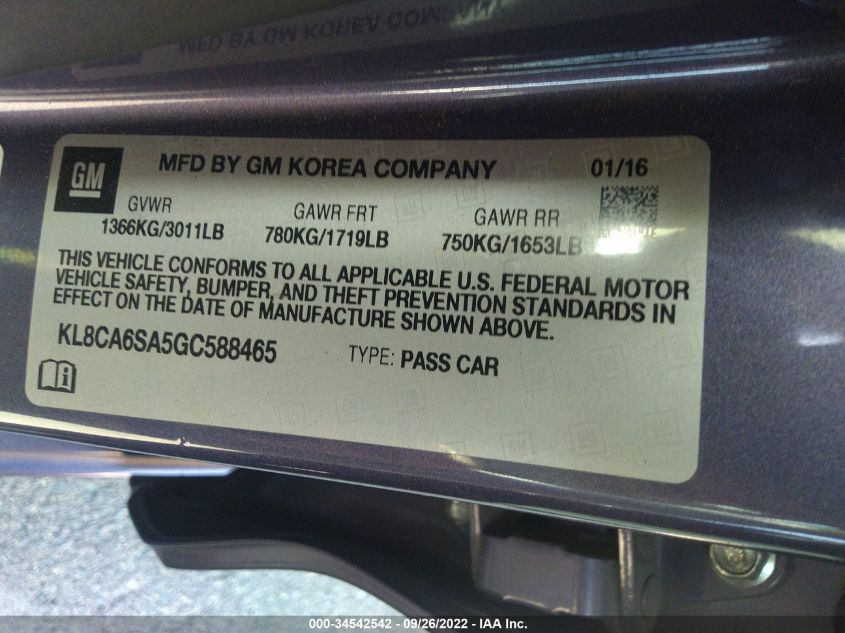 GM
MFD BY GM KOREA COMPANY 01/16
GVWR GAWR FRT GAWR RR
1366KG/3011LB 780KG/1719LB 750KG/1653LB
THIS VEHICLE CONFORMS TO ALL APPLICABLE U.S. FEDERAL MOTOR
VEHICLE SAFETY, BUMPER, AND THEFT PREVENTION STANDARDS IN
EFFECT ON THE DATE OF MANUFACTURE SHOWN ABOVE.
KL8CA6SA5GC588465 TYPE: PASS CAR
000-34542542 - 09/26/2022 - IAA Inc.